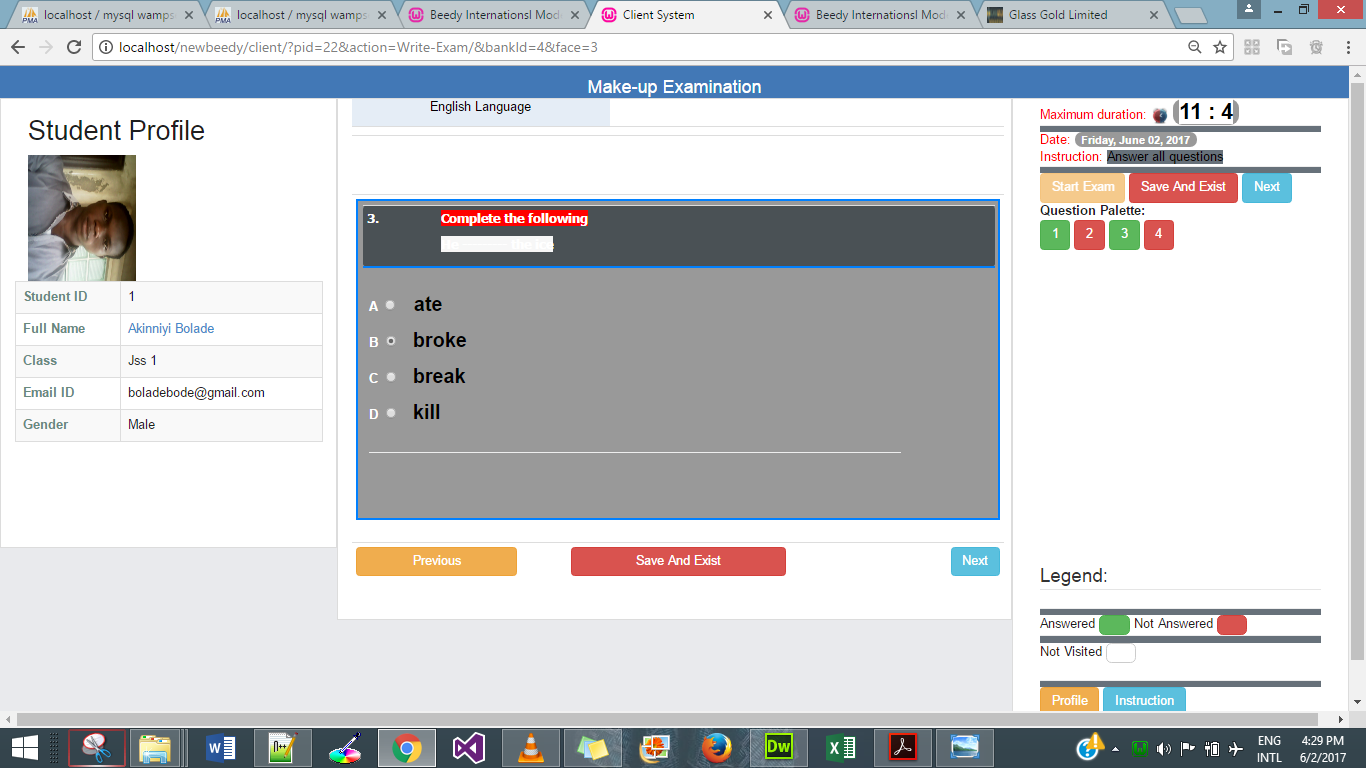 localhost / mysql wamps
localhost / mysql wamps
Beedy Internationsl Mod
Client System
Beedy Internationsl Mod
Glass Gold Limited
localhost/newbeedy/client/?pid=22&action=Write-Exam/&bankId=4&face=3
Make-up Examination
Student Profile
Student ID 1
Full Name Akinniyi Bolade
Class Jss 1
Email ID boladebode@gmail.com
Gender Male
English Language
3. Complete the following
the ice
A ate
B broke
C break
D kill
Previous Save And Exist Next
Maximum duration: 11 : 4
Date: Friday, June 02, 2017
Instruction: Answer all questions
Start Exam Save And Exist Next
Question Palette:
1 2 3 4
Legend:
Answered Not Answered
Not Visited
Profile Instruction
ENG 4:29 PM
INTL 6/2/2017